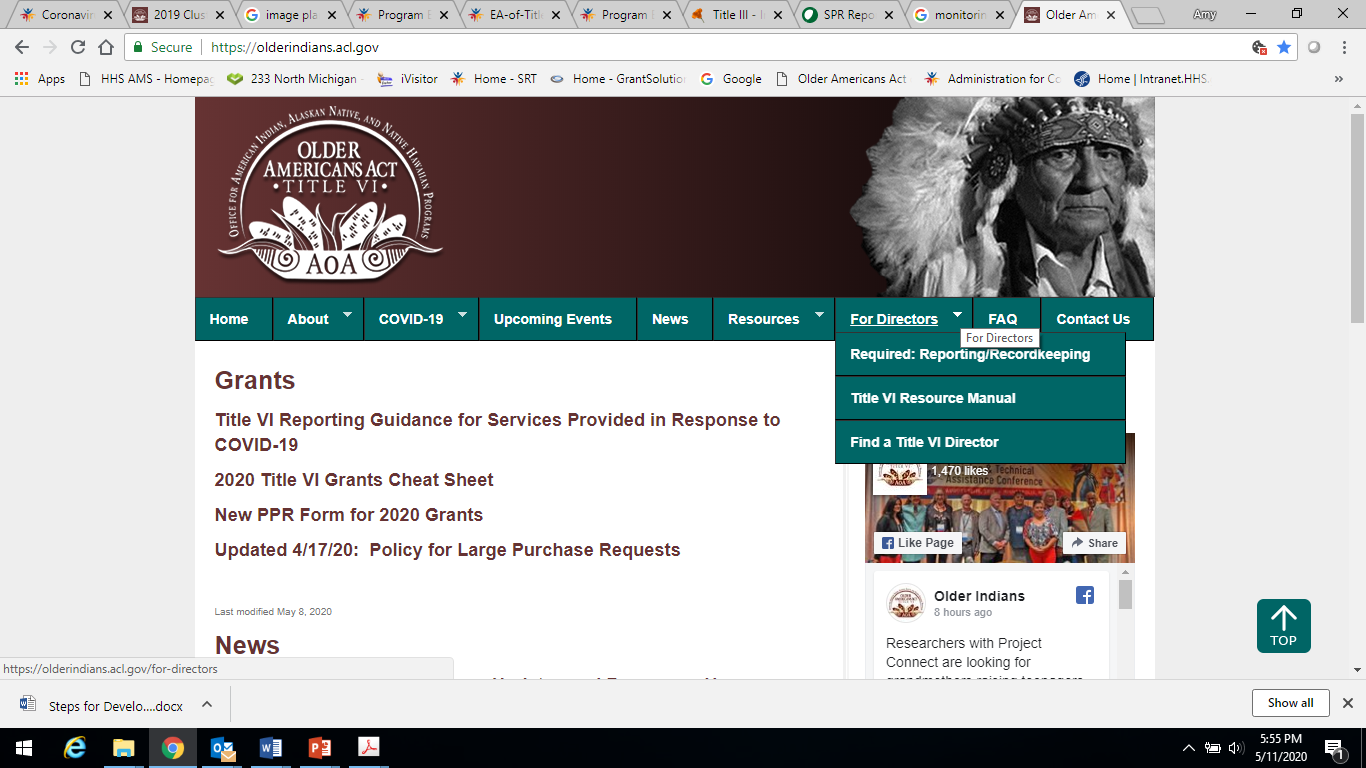 Coronavir
2019 Clus
image pla
Program E
EA-of-Titl
Program
Title III - I
SPR Repo
monitorin
Older Am
Amy
Secure
https://olderindians.acl.gov
Apps
HHS AMS - Homepag
233 North Michigan
iVisitor
Home - SRT
Home - GrantSolutio
Google
Older Americans Act
Administration for Co
Home | Intranet.HHS.
»
OFFICE FOR AMERICAN INDIAN, ALASKAN NATIVE, AND NATIVE HAWAIIAN PROGRAMS
OLDER
AMERICANS ACT
• TITLE VI •
AOA
Home
About
COVID-19
Upcoming Events
News
Resources
For Directors
FAQ
Contact Us
For Directors
Required: Reporting/Recordkeeping
Title VI Resource Manual
Find a Title VI Director
Grants
Title VI Reporting Guidance for Services Provided in Response to
COVID-19
2020 Title VI Grants Cheat Sheet
New PPR Form for 2020 Grants
Updated 4/17/20: Policy for Large Purchase Requests
Last modified May 8, 2020
News
1,470 likes
Technical
Assistance Conference
AOA
Like Page
Share
Older Indians
8 hours ago
Researchers with Project
Connect are looking for
grandmothers raising teenagers
TOP
https://olderindians.acl.gov/for-directors
Steps for Develo....docx
Show all
5:55 PM
5/11/2020
1